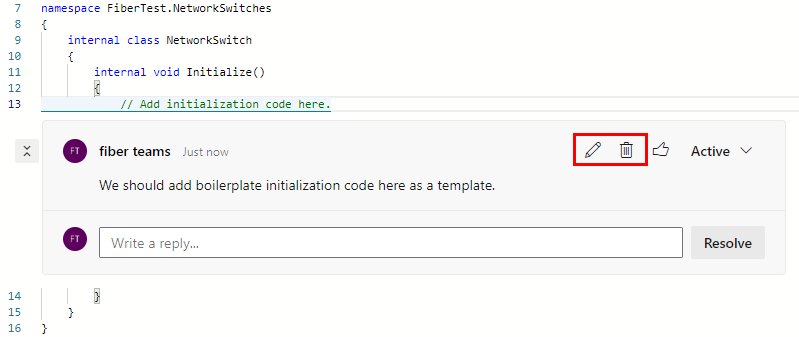 7 namespace FiberTest.NetworkSwitches
8 {
9 internal class NetworkSwitch
10 {
11 internal void Initialize()
12 {
13 // Add initialization code here.
FT fiber teams Just now Active
We should add boilerplate initialization code here as a template.
FT Write a reply... Resolve
14 }
15 }
16 }